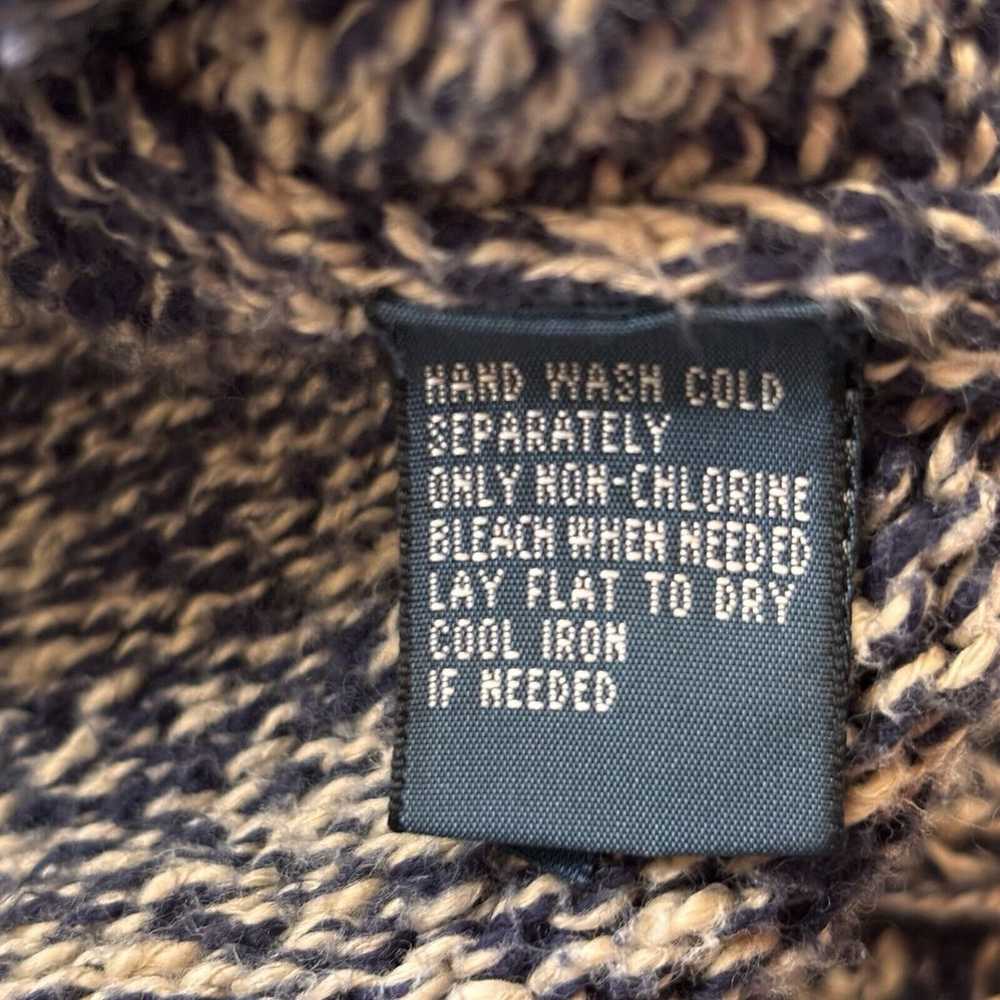 HAND WASH COLD
SEPARATELY
ONLY NON-CHLORINE
BLEACH WHEN NEEDED
LAY FLAT TO DRY
COOL IRON
IF NEEDED